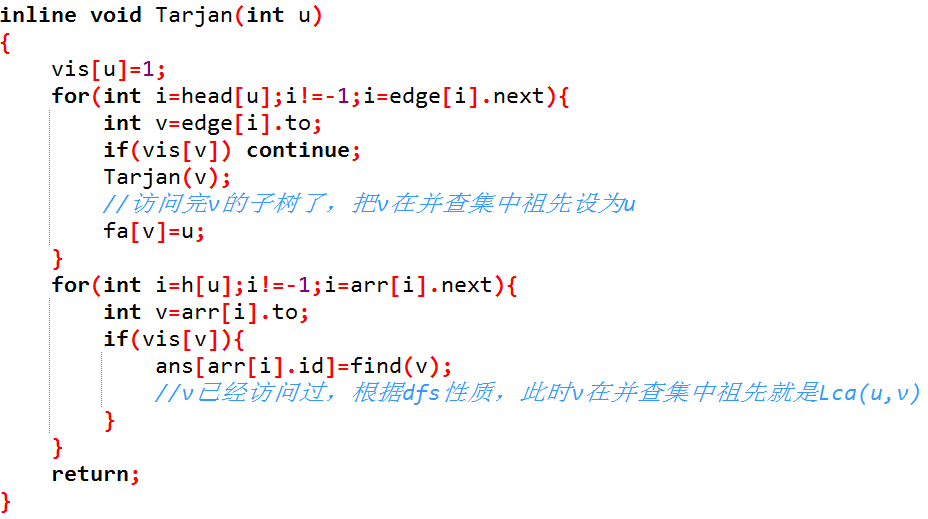 inline void Tarjan(int u)
{
    vis[u]=1;
    for(int i=head[u];i!=-1;i=edge[i].next){
        int v=edge[i].to;
        if(vis[v]) continue;
        Tarjan(v);
        //访问完v的子树了，把v在并查集中祖先设为u
        fa[v]=u;
    }
    for(int i=h[u];i!=-1;i=arr[i].next){
        int v=arr[i].to;
        if(vis[v]){
            ans[arr[i].id]=find(v);
            //v已经访问过，根据dfs性质，此时v在并查集中祖先就是Lca(u,v)
        }
    }
    return;
}